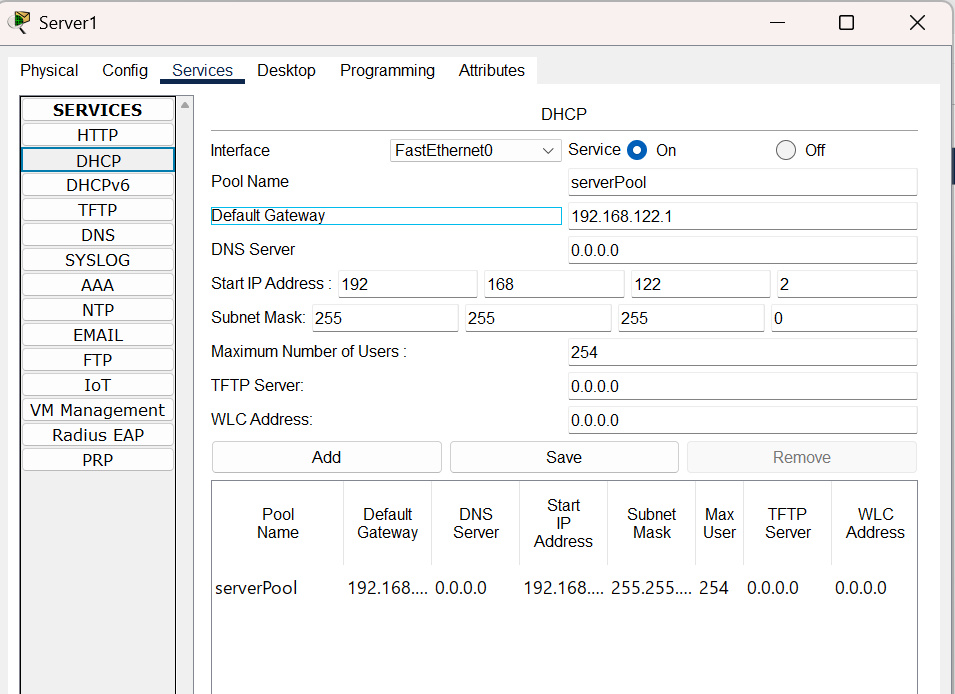 Server1
Physical Config Services Desktop Programming Attributes
SERVICES
HTTP
DHCP
DHCPv6
TFTP
DNS
SYSLOG
AAA
NTP
EMAIL
FTP
IoT
VM Management
Radius EAP
PRP
DHCP
Interface FastEthernet0 Service On Off
Pool Name serverPool
Default Gateway 192.168.122.1
DNS Server 0.0.0.0
Start IP Address : 192 168 122 2
Subnet Mask: 255 255 255 0
Maximum Number of Users : 254
TFTP Server: 0.0.0.0
WLC Address: 0.0.0.0
Add Save Remove
Pool Name Default Gateway DNS Server Start IP Address Subnet Mask Max User TFTP Server WLC Address
serverPool 192.168.... 0.0.0.0 192.168.... 255.255.... 254 0.0.0.0 0.0.0.0